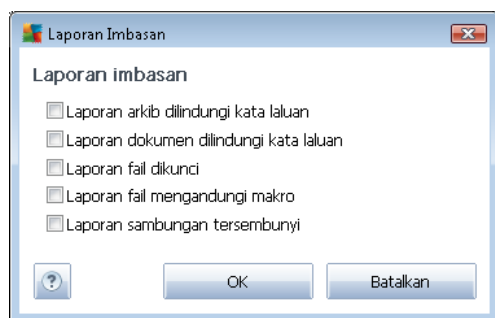 Laporan Imbasan
Laporan imbasan
Laporan arkib dilindungi kata laluan
Laporan dokumen dilindungi kata laluan
Laporan fail dikunci
Laporan fail mengandungi makro
Laporan sambungan tersembunyi
? OK Batalkan